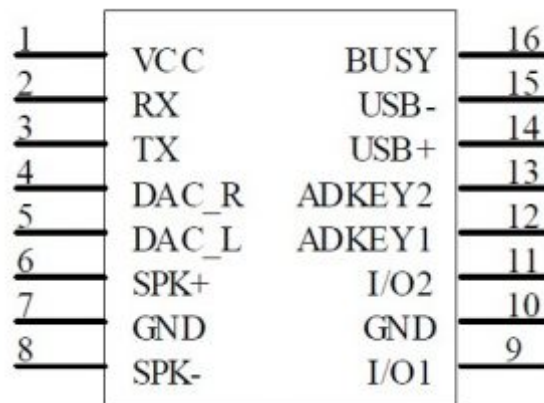 1 VCC BUSY 16
2 RX USB- 15
3 TX USB+ 14
4 DAC_R ADKEY2 13
5 DAC_L ADKEY1 12
6 SPK+ I/O2 11
7 GND GND 10
8 SPK- I/O1 9